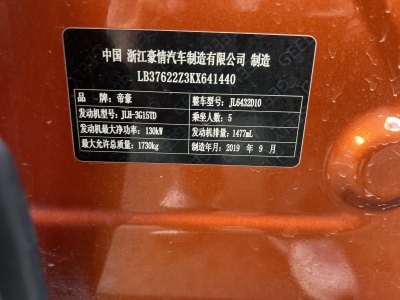 中国 浙江豪情汽车制造有限公司 制造
LB37622Z3KX641440
品 牌：帝豪 整车型号：JL6432D10
发动机型号：JLH-3G15TD 乘坐人数：5
发动机最大净功率：130kW 发动机排量：1477mL
最大允许总质量：1730kg 制造年月：2019 年 9 月